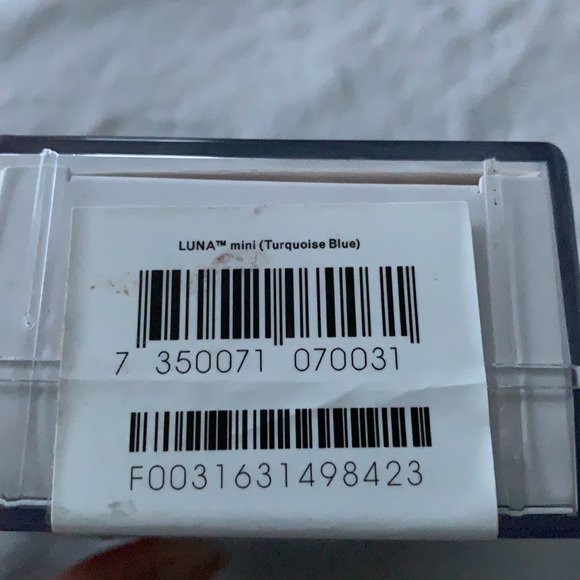 LUNA™ mini (Turquoise Blue)
7 350071 070031
F0031631498423